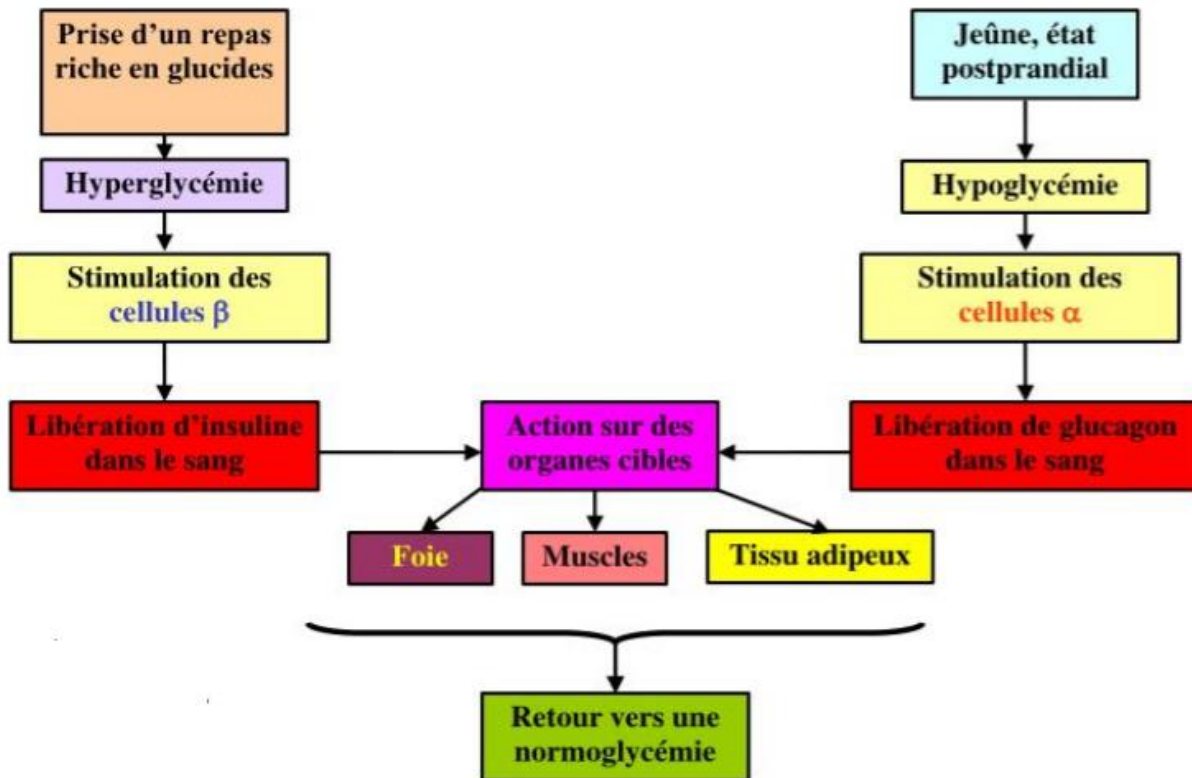 Prise d’un repas
riche en glucides
Jeûne, état
postprandial
Hyperglycémie
Hypoglycémie
Stimulation des
cellules β
Stimulation des
cellules α
Libération d’insuline
dans le sang
Action sur des
organes cibles
Libération de glucagon
dans le sang
Foie
Muscles
Tissu adipeux
Retour vers une
normoglycémie